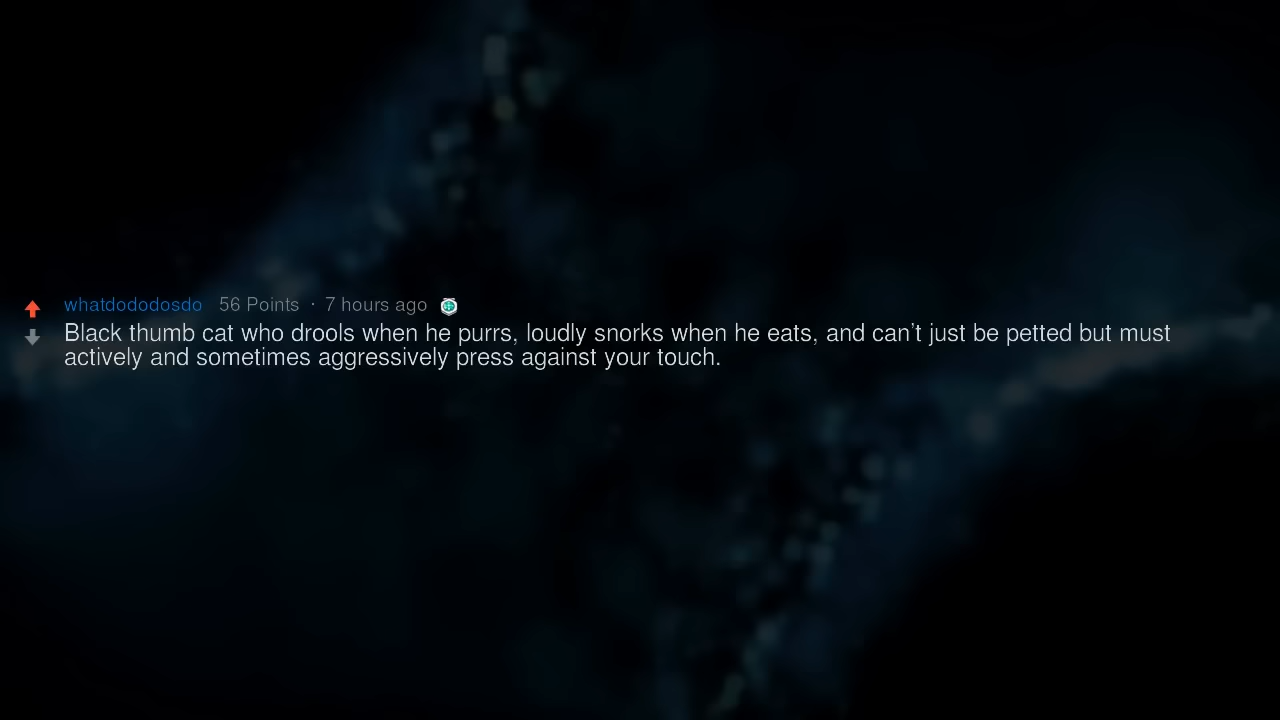 whatdododosdo 56 Points · 7 hours ago
Black thumb cat who drools when he purrs, loudly snorks when he eats, and can't just be petted but must
actively and sometimes aggressively press against your touch.